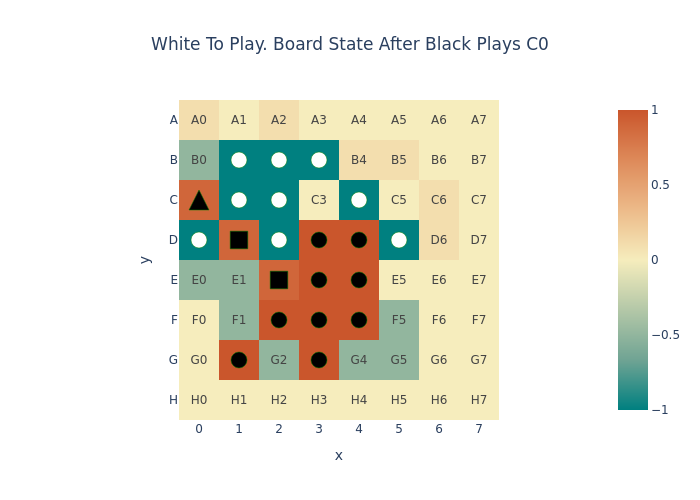 White To Play. Board State After Black Plays C0
A A0 A1 A2 A3 A4 A5 A6 A7
B B0 B4 B5 B6 B7
C C3 C5 C6 C7
D D6 D7
E E0 E1 E5 E6 E7
F F0 F1 F5 F6 F7
G G0 G2 G4 G5 G6 G7
H H0 H1 H2 H3 H4 H5 H6 H7
0 1 2 3 4 5 6 7
x
y
1
0.5
0
−0.5
−1